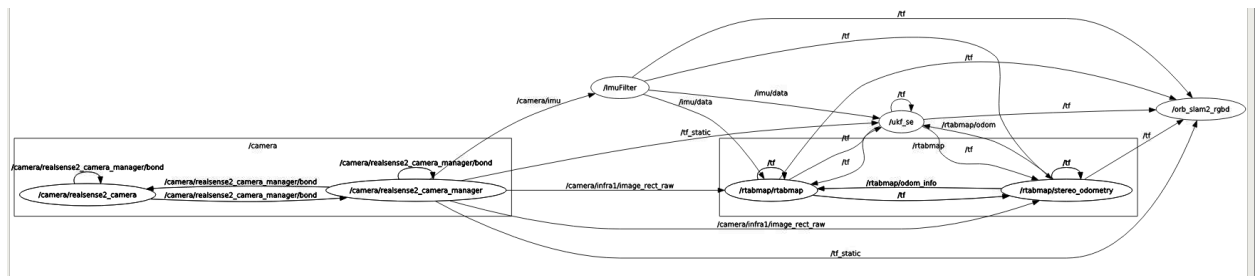 /tf
/tf
/tf
/ImuFilter
/imu/data
/imu/data
/camera/imu
/tf
/tf
/orb_slam2_rgbd
/ukf_se
/rtabmap/odom
/tf_static
/tf
/tf
/camera
/rtabmap
/tf
/tf
/camera/realsense2_camera_manager/bond
/camera/realsense2_camera_manager/bond
/tf
/tf
/camera/realsense2_camera_manager/bond
/camera/infra1/image_rect_raw
/rtabmap/odom_info
/camera/realsense2_camera
/camera/realsense2_camera_manager
/rtabmap/rtabmap
/rtabmap/stereo_odometry
/camera/realsense2_camera_manager/bond
/tf
/camera/infra1/image_rect_raw
/tf_static